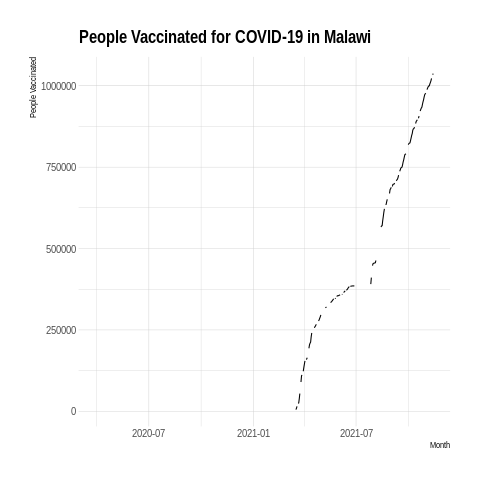 People Vaccinated for COVID-19 in Malawi
People Vaccinated
1000000
750000
500000
250000
0
2020-07 2021-01 2021-07
Month